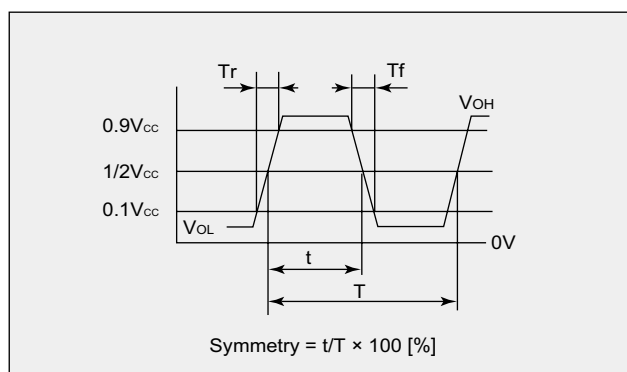 Tr Tf
VOH
0.9Vcc
1/2Vcc
0.1Vcc
VOL
0V
t
T
Symmetry = t/T × 100 [%]